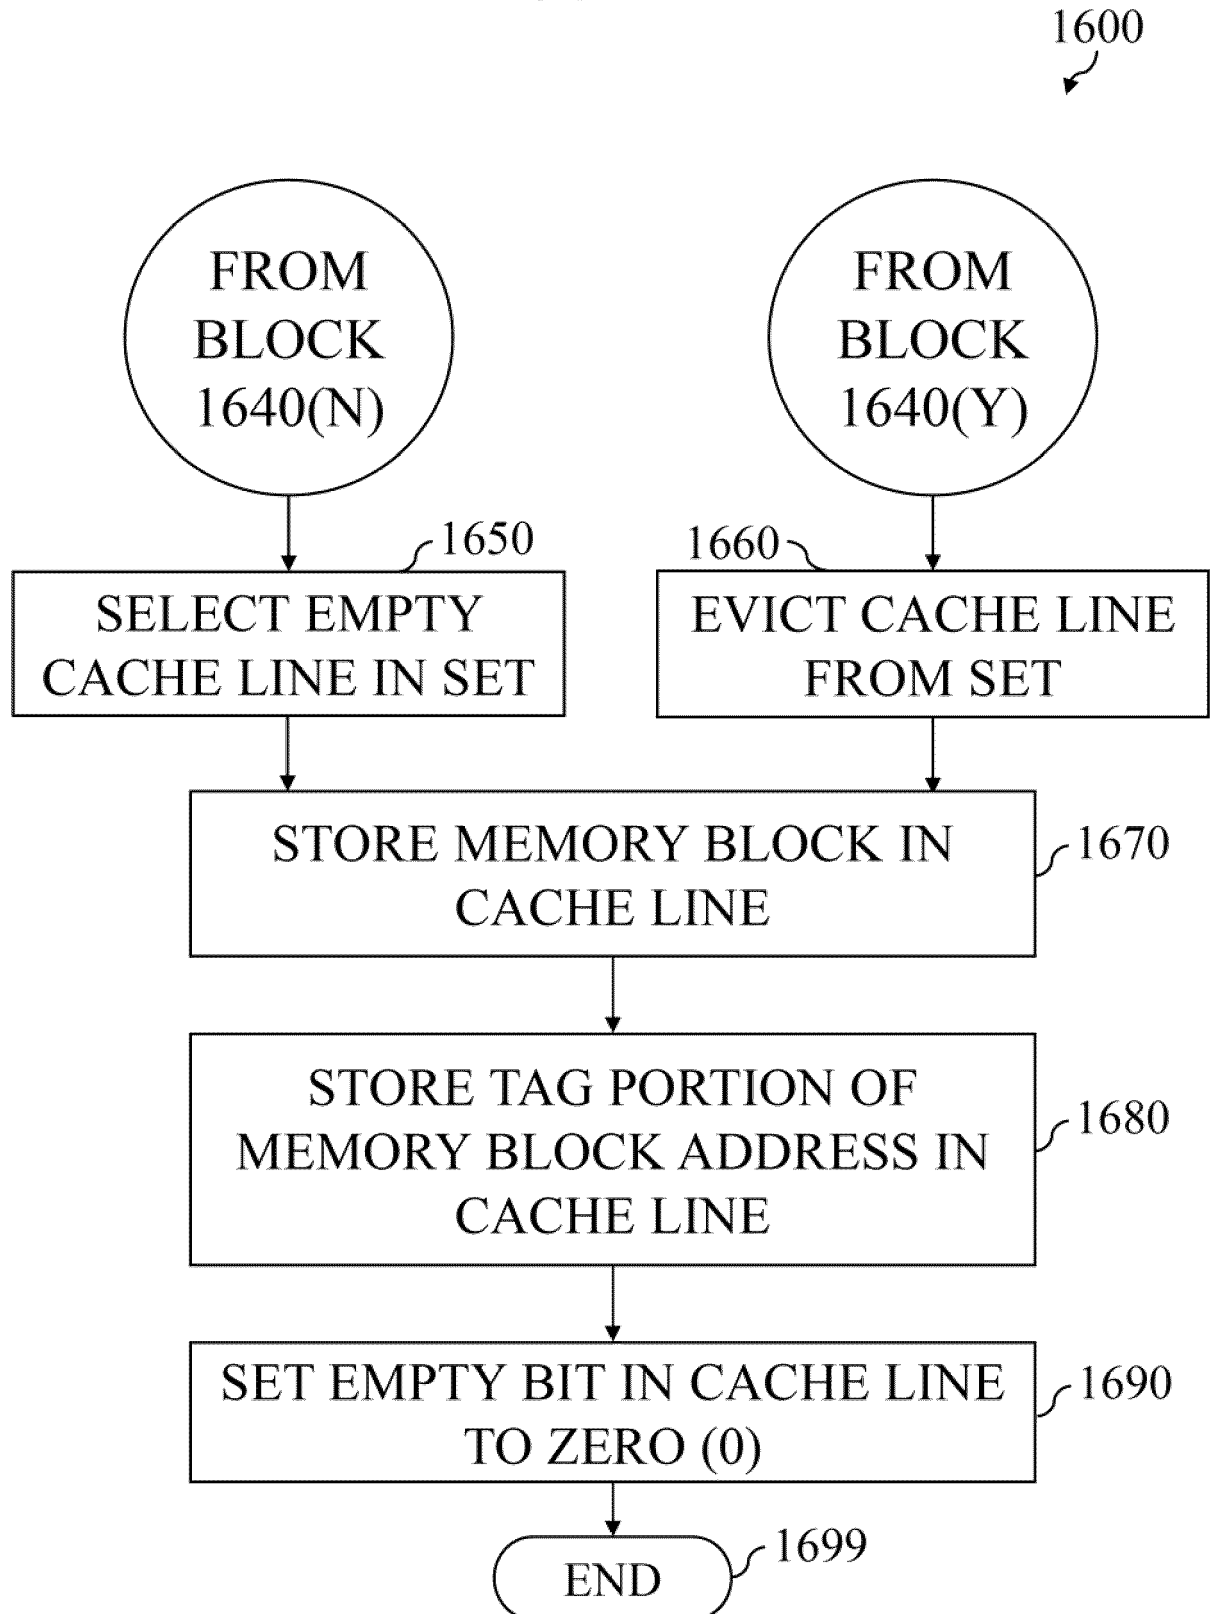 1600
FROM
BLOCK
1640(N)
FROM
BLOCK
1640(Y)
1650
SELECT EMPTY
CACHE LINE IN SET
1660
EVICT CACHE LINE
FROM SET
STORE MEMORY BLOCK IN
CACHE LINE
1670
STORE TAG PORTION OF
MEMORY BLOCK ADDRESS IN
CACHE LINE
1680
SET EMPTY BIT IN CACHE LINE
TO ZERO (0)
1690
END
1699